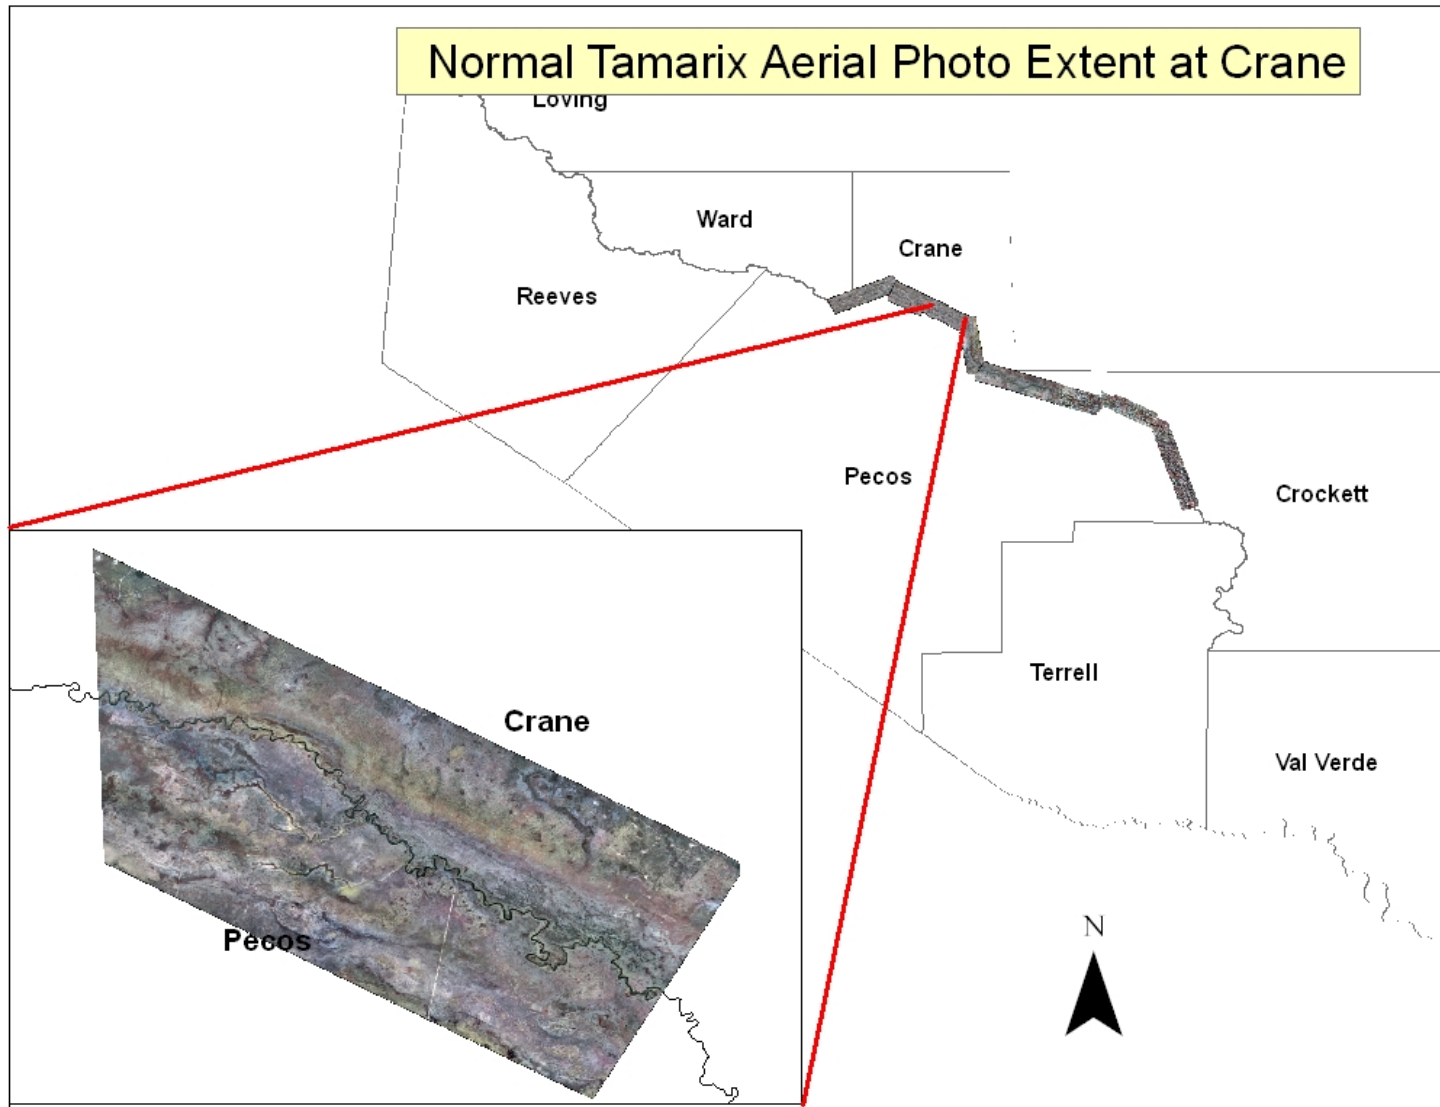 Normal Tamarix Aerial Photo Extent at Crane
Loving
Ward
Crane
Reeves
Pecos
Crockett
Terrell
Crane
Val Verde
Pecos
N